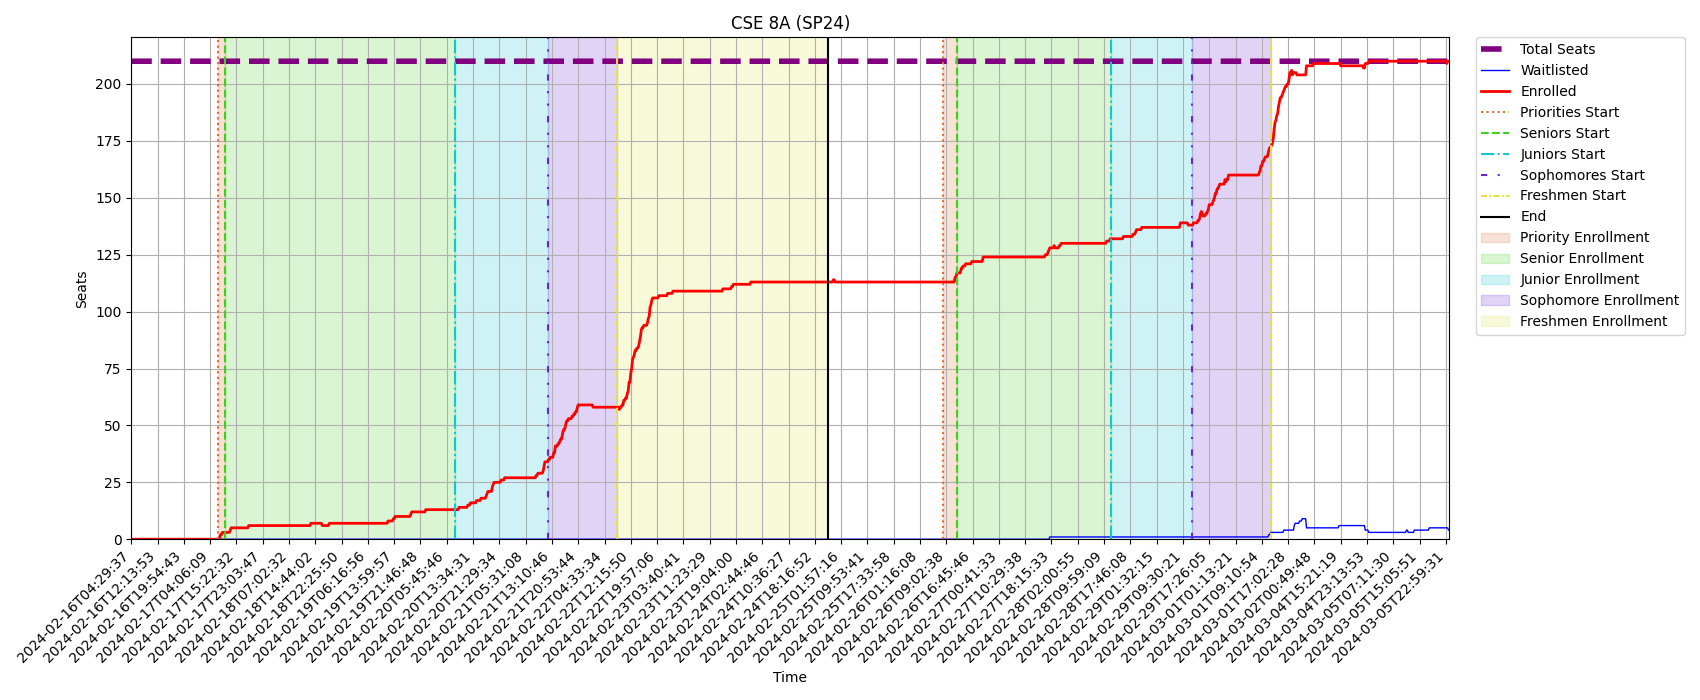 CSE 8A (SP24)
Total Seats
Waitlisted
Enrolled
Priorities Start
Seniors Start
Juniors Start
Sophomores Start
Freshmen Start
End
Priority Enrollment
Senior Enrollment
Junior Enrollment
Sophomore Enrollment
Freshmen Enrollment
Seats
200
175
150
125
100
75
50
25
0
2024-02-16T04:29:37
2024-02-16T12:13:53
2024-02-16T19:54:43
2024-02-17T04:06:09
2024-02-17T15:22:32
2024-02-17T23:03:47
2024-02-18T07:02:32
2024-02-18T14:44:02
2024-02-18T22:25:50
2024-02-19T06:16:56
2024-02-19T13:59:57
2024-02-19T21:46:48
2024-02-20T05:45:46
2024-02-20T13:34:31
2024-02-20T21:29:34
2024-02-21T05:31:08
2024-02-21T13:10:46
2024-02-21T20:53:44
2024-02-22T04:33:34
2024-02-22T12:15:50
2024-02-22T19:57:06
2024-02-23T03:40:41
2024-02-23T11:23:29
2024-02-23T19:04:00
2024-02-24T02:44:46
2024-02-24T10:36:27
2024-02-24T18:16:52
2024-02-25T01:57:16
2024-02-25T09:53:41
2024-02-25T17:33:58
2024-02-26T01:16:09
2024-02-26T09:02:38
2024-02-26T16:45:46
2024-02-27T00:41:33
2024-02-27T10:29:38
2024-02-27T18:15:33
2024-02-28T02:00:55
2024-02-28T09:59:09
2024-02-28T17:46:08
2024-02-29T01:32:15
2024-02-29T09:30:21
2024-02-29T17:26:05
2024-03-01T01:13:21
2024-03-01T09:10:54
2024-03-01T17:02:28
2024-03-02T00:49:48
2024-03-04T15:21:19
2024-03-04T23:13:53
2024-03-05T07:11:30
2024-03-05T15:05:51
2024-03-05T22:59:31
Time